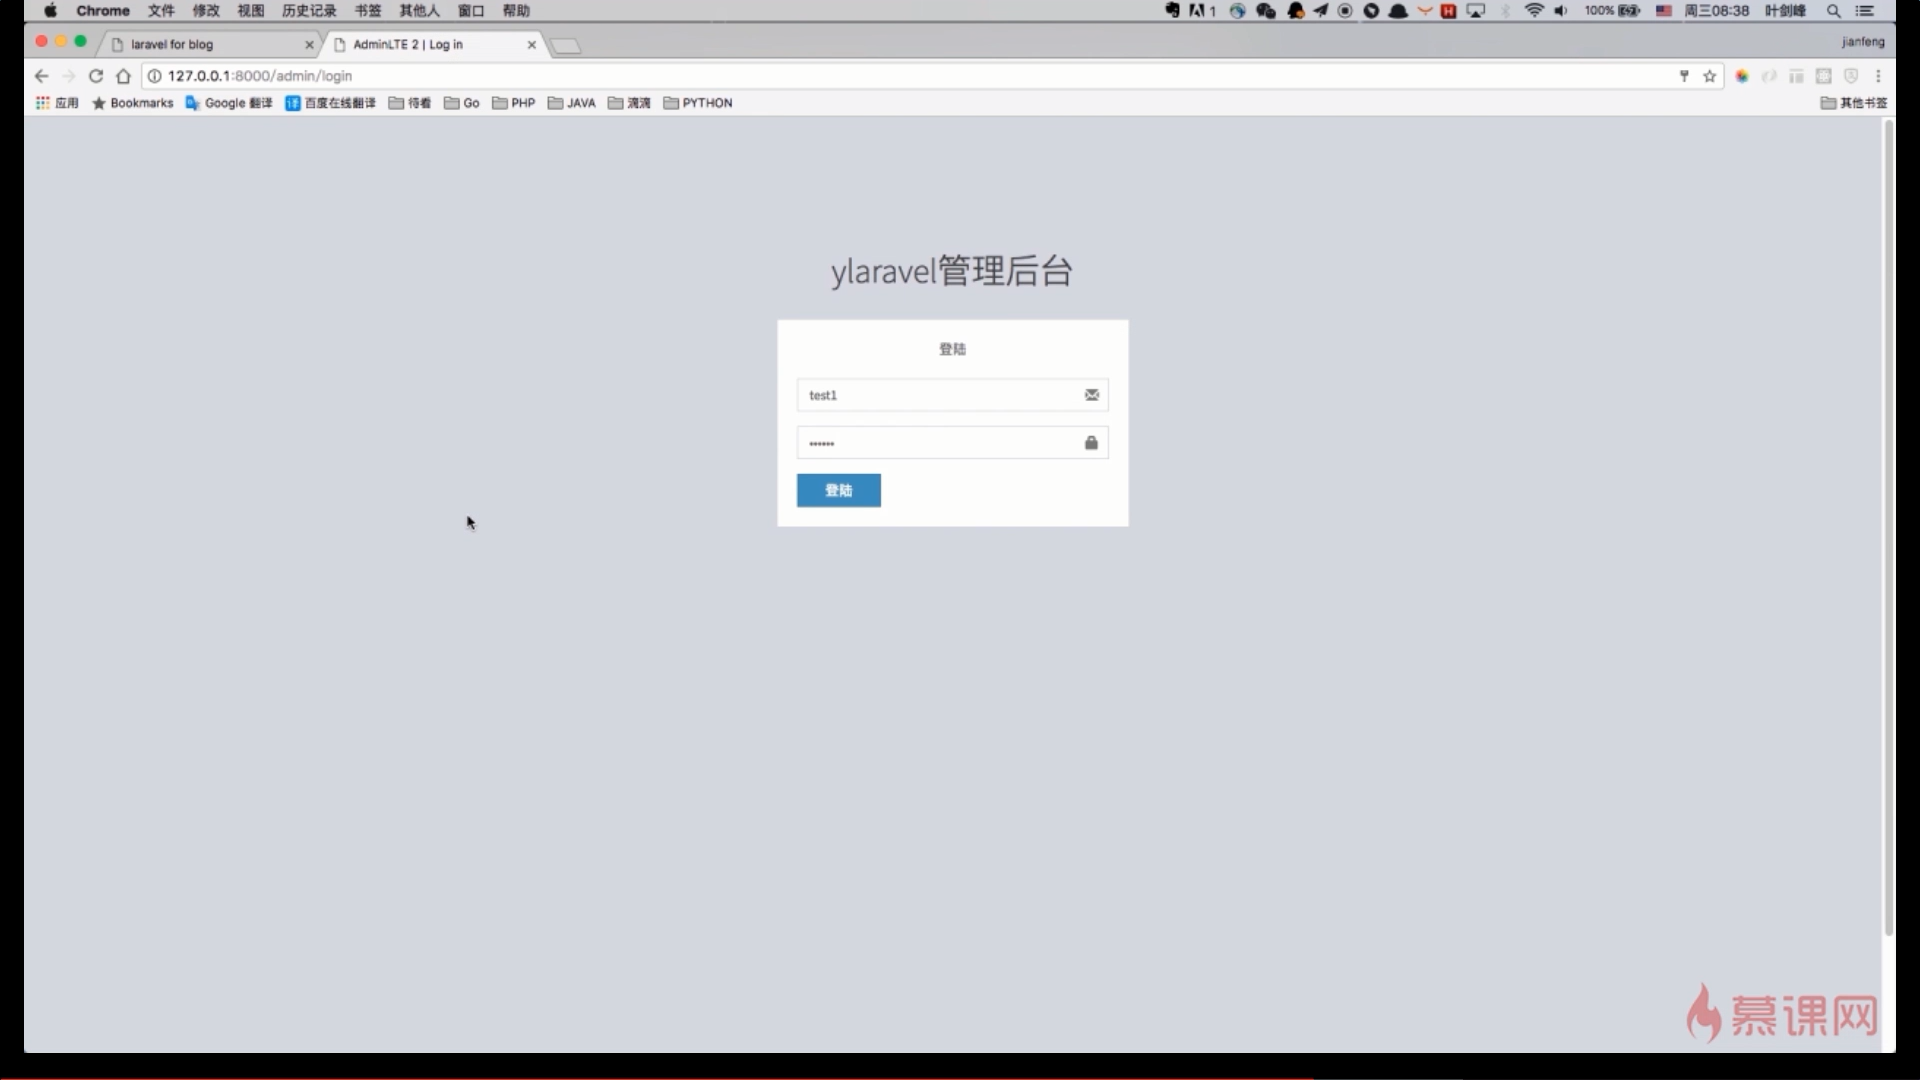 Chrome 文件 修改 视图 历史记录 书签 其他人 窗口 帮助 1 100% 周三08:38 叶剑峰
laravel for blog AdminLTE 2 | Log in jianfeng
127.0.0.1:8000/admin/login
应用 Bookmarks Google 翻译 百度在线翻译 待看 Go PHP JAVA 滴滴 PYTHON 其他书签
ylaravel管理后台
登陆
test1
••••••
登陆
慕课网